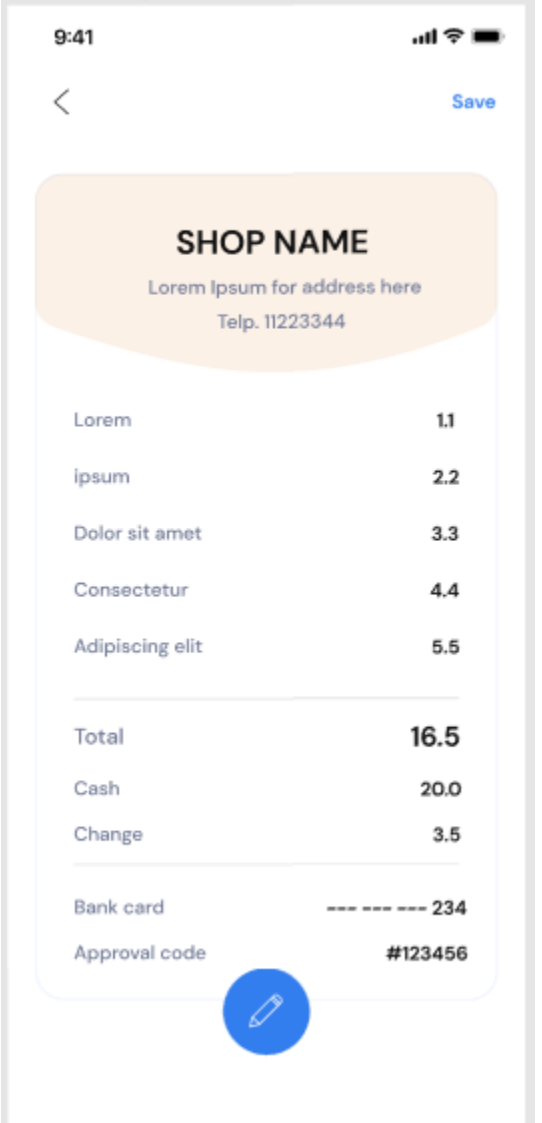 9:41
Save
SHOP NAME
Lorem Ipsum for address here
Telp. 11223344
Lorem 1.1
ipsum 2.2
Dolor sit amet 3.3
Consectetur 4.4
Adipiscing elit 5.5
Total 16.5
Cash 20.0
Change 3.5
Bank card --- --- --- 234
Approval code #123456